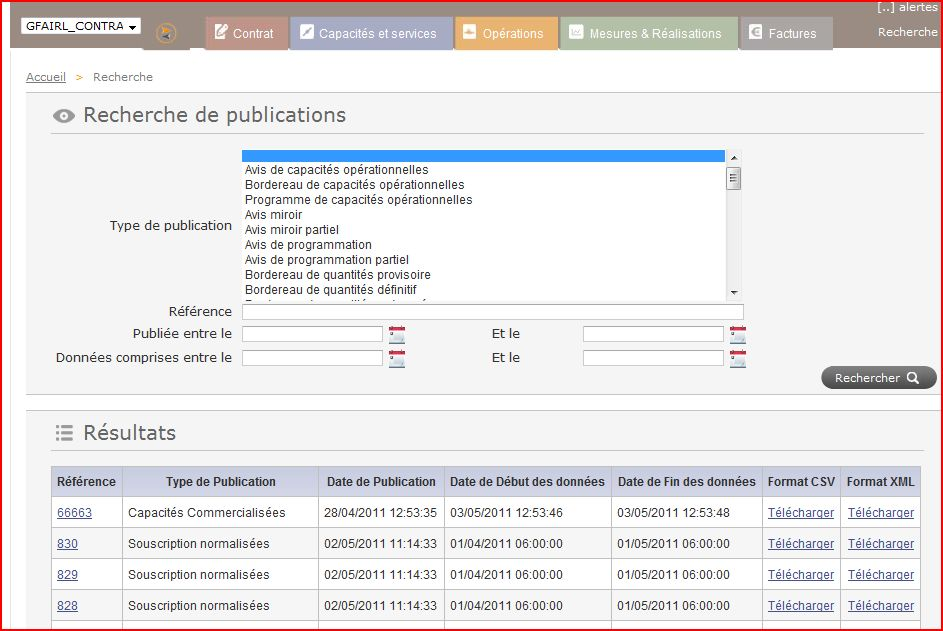 [..] alertes
GFAIRL_CONTRA
Contrat
Capacités et services
Opérations
Mesures & Réalisations
Factures
Recherche
Accueil > Recherche
Recherche de publications
Type de publication
Avis de capacités opérationnelles
Bordereau de capacités opérationnelles
Programme de capacités opérationnelles
Avis miroir
Avis miroir partiel
Avis de programmation
Avis de programmation partiel
Bordereau de quantités provisoire
Bordereau de quantités définitif
Référence
Publiée entre le Et le
Données comprises entre le Et le
Rechercher
Résultats
Référence Type de Publication Date de Publication Date de Début des données Date de Fin des données Format CSV Format XML
66663 Capacités Commercialisées 28/04/2011 12:53:35 03/05/2011 12:53:46 03/05/2011 12:53:48 Télécharger Télécharger
830 Souscription normalisées 02/05/2011 11:14:33 01/04/2011 06:00:00 01/05/2011 06:00:00 Télécharger Télécharger
829 Souscription normalisées 02/05/2011 11:14:33 01/04/2011 06:00:00 01/05/2011 06:00:00 Télécharger Télécharger
828 Souscription normalisées 02/05/2011 11:14:33 01/04/2011 06:00:00 01/05/2011 06:00:00 Télécharger Télécharger